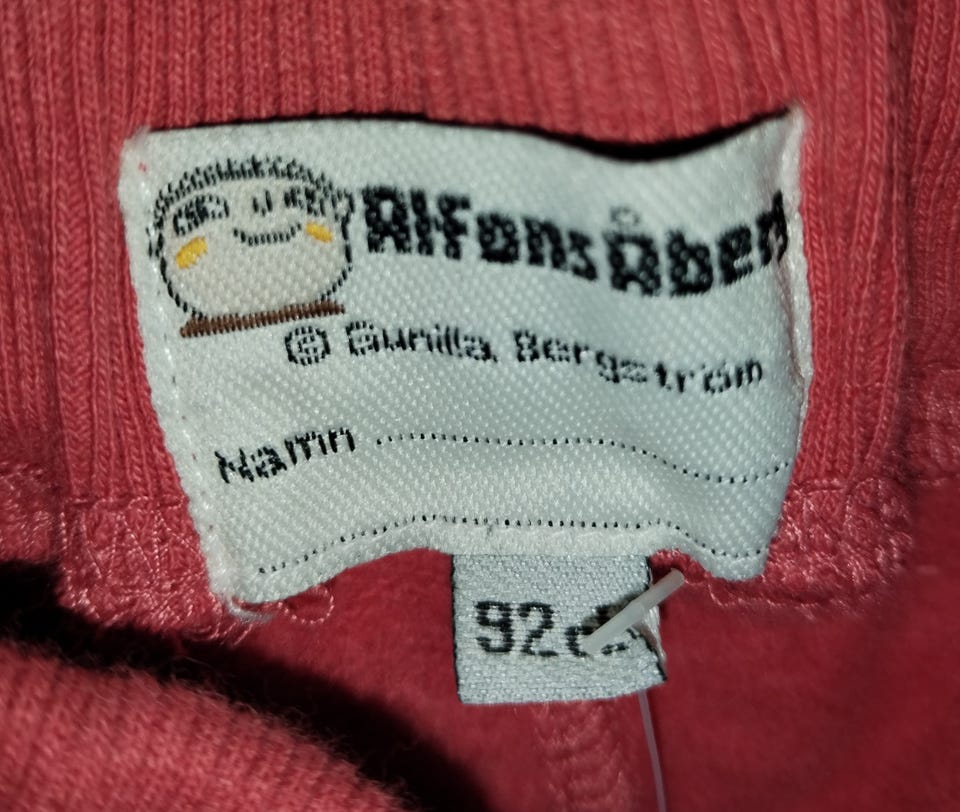 Alfons Åberg
© Gunilla Bergström
Namn
92